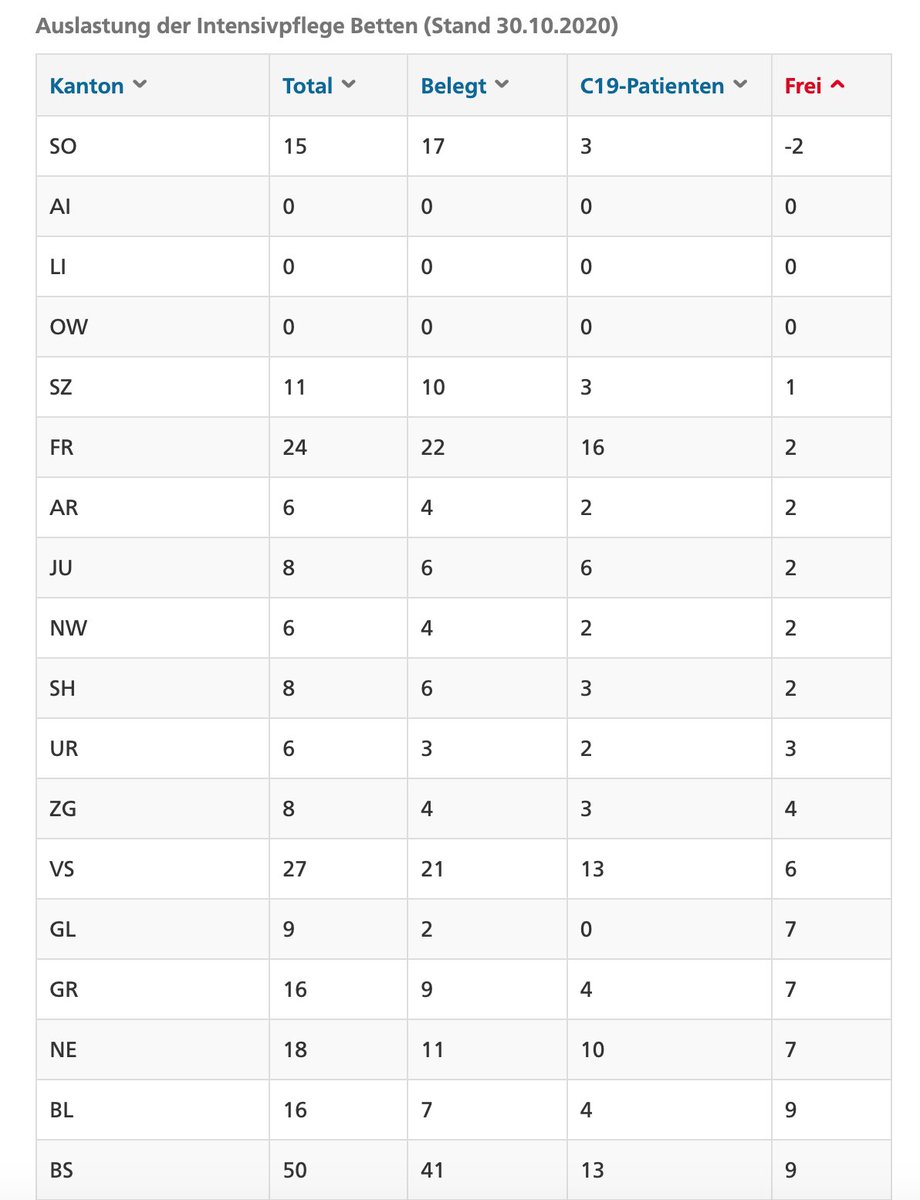 Auslastung der Intensivpflege Betten (Stand 30.10.2020)
Kanton Total Belegt C19-Patienten Frei
SO 15 17 3 -2
AI 0 0 0 0
LI 0 0 0 0
OW 0 0 0 0
SZ 11 10 3 1
FR 24 22 16 2
AR 6 4 2 2
JU 8 6 6 2
NW 6 4 2 2
SH 8 6 3 2
UR 6 3 2 3
ZG 8 4 3 4
VS 27 21 13 6
GL 9 2 0 7
GR 16 9 4 7
NE 18 11 10 7
BL 16 7 4 9
BS 50 41 13 9